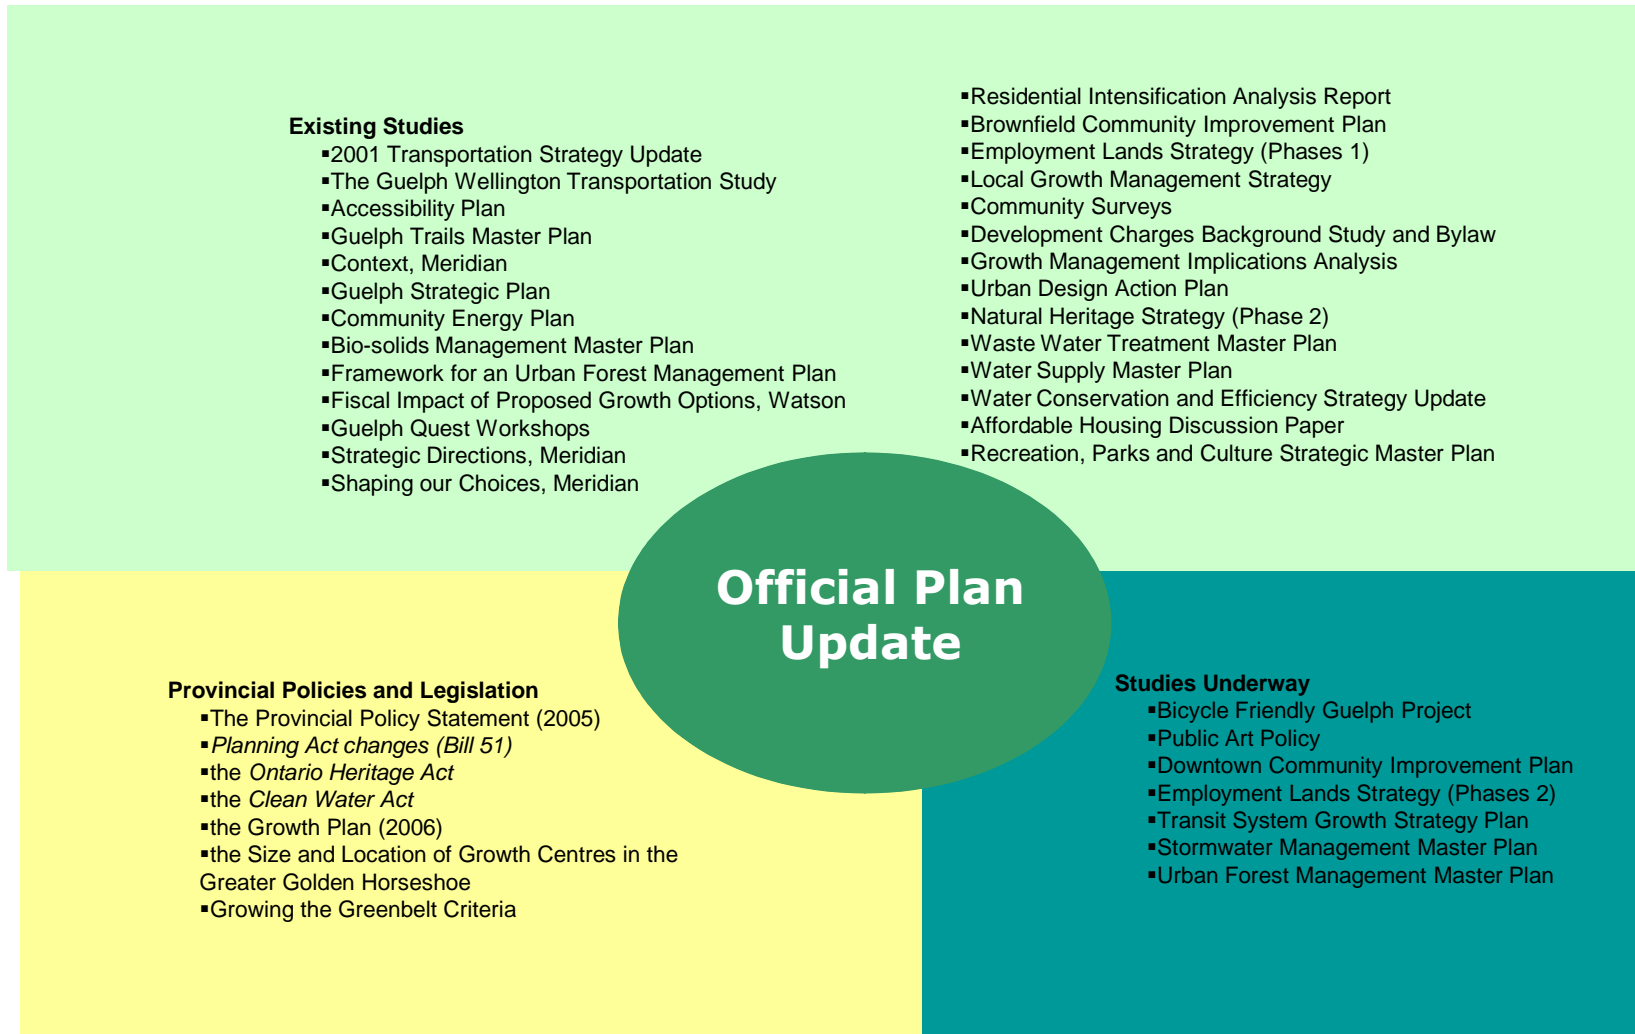 Existing Studies
▪2001 Transportation Strategy Update
▪The Guelph Wellington Transportation Study
▪Accessibility Plan
▪Guelph Trails Master Plan
▪Context, Meridian
▪Guelph Strategic Plan
▪Community Energy Plan
▪Bio-solids Management Master Plan
▪Framework for an Urban Forest Management Plan
▪Fiscal Impact of Proposed Growth Options, Watson
▪Guelph Quest Workshops
▪Strategic Directions, Meridian
▪Shaping our Choices, Meridian
▪Residential Intensification Analysis Report
▪Brownfield Community Improvement Plan
▪Employment Lands Strategy (Phases 1)
▪Local Growth Management Strategy
▪Community Surveys
▪Development Charges Background Study and Bylaw
▪Growth Management Implications Analysis
▪Urban Design Action Plan
▪Natural Heritage Strategy (Phase 2)
▪Waste Water Treatment Master Plan
▪Water Supply Master Plan
▪Water Conservation and Efficiency Strategy Update
▪Affordable Housing Discussion Paper
▪Recreation, Parks and Culture Strategic Master Plan
Official Plan
Update
Provincial Policies and Legislation
▪The Provincial Policy Statement (2005)
▪Planning Act changes (Bill 51)
▪the Ontario Heritage Act
▪the Clean Water Act
▪the Growth Plan (2006)
▪the Size and Location of Growth Centres in the
Greater Golden Horseshoe
▪Growing the Greenbelt Criteria
Studies Underway
▪Bicycle Friendly Guelph Project
▪Public Art Policy
▪Downtown Community Improvement Plan
▪Employment Lands Strategy (Phases 2)
▪Transit System Growth Strategy Plan
▪Stormwater Management Master Plan
▪Urban Forest Management Master Plan